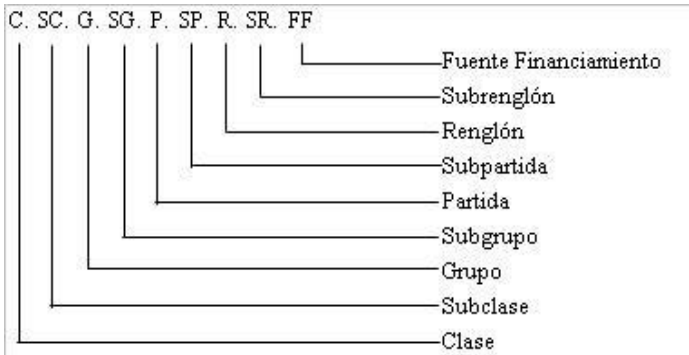 C. SC. G. SG. P. SP. R. SR. FF
Fuente Financiamiento
Subrenglón
Renglón
Subpartida
Partida
Subgrupo
Grupo
Subclase
Clase